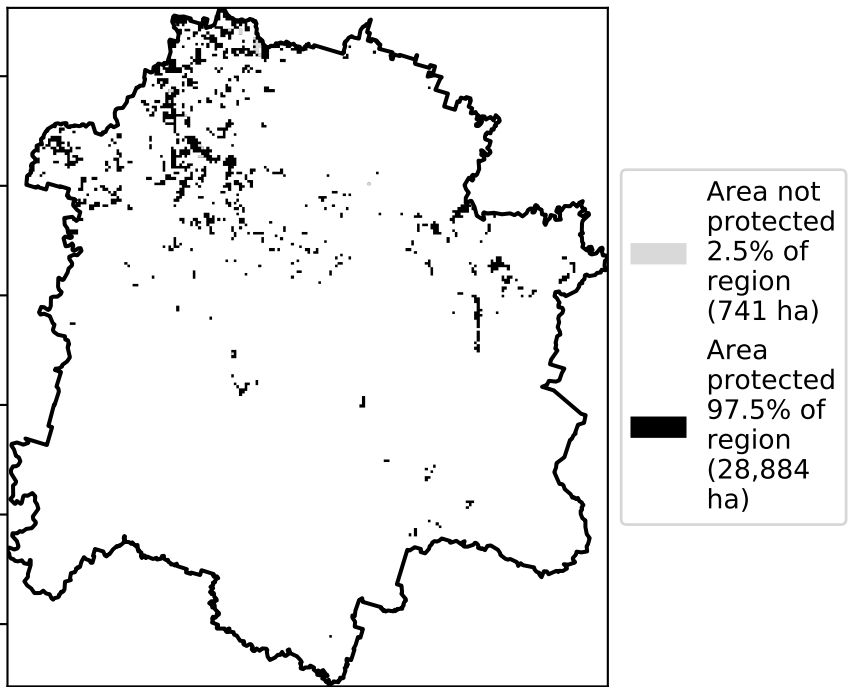 Area not
protected
2.5% of
region
(741 ha)
Area
protected
97.5% of
region
(28,884
ha)